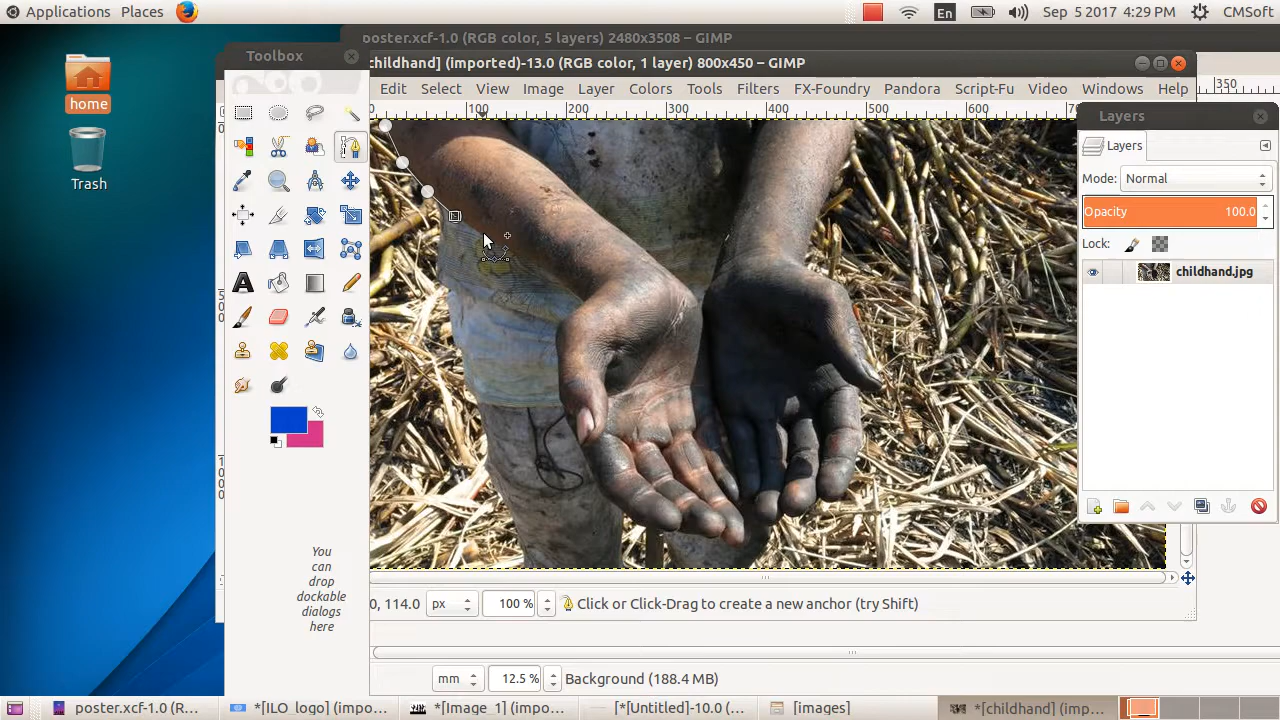 Applications Places En Sep 5 2017 4:29 PM CMSoft
poster.xcf-1.0 (RGB color, 5 layers) 2480x3508 – GIMP
Toolbox
childhand] (imported)-13.0 (RGB color, 1 layer) 800x450 – GIMP
Edit Select View Image Layer Colors Tools Filters FX-Foundry Pandora Script-Fu Video Windows Help
350
0 100 200 300 400 500 600
home
Trash
Layers
Layers
Mode: Normal
Opacity 100.0
Lock:
childhand.jpg
You
can
drop
dockable
dialogs
here
0, 114.0 px 100 % Click or Click-Drag to create a new anchor (try Shift)
mm 12.5 % Background (188.4 MB)
poster.xcf-1.0 (R... *[ILO_logo] (impo... *[Image_1] (impo... [*Untitled]-10.0 (... [images] *[childhand] (imp...